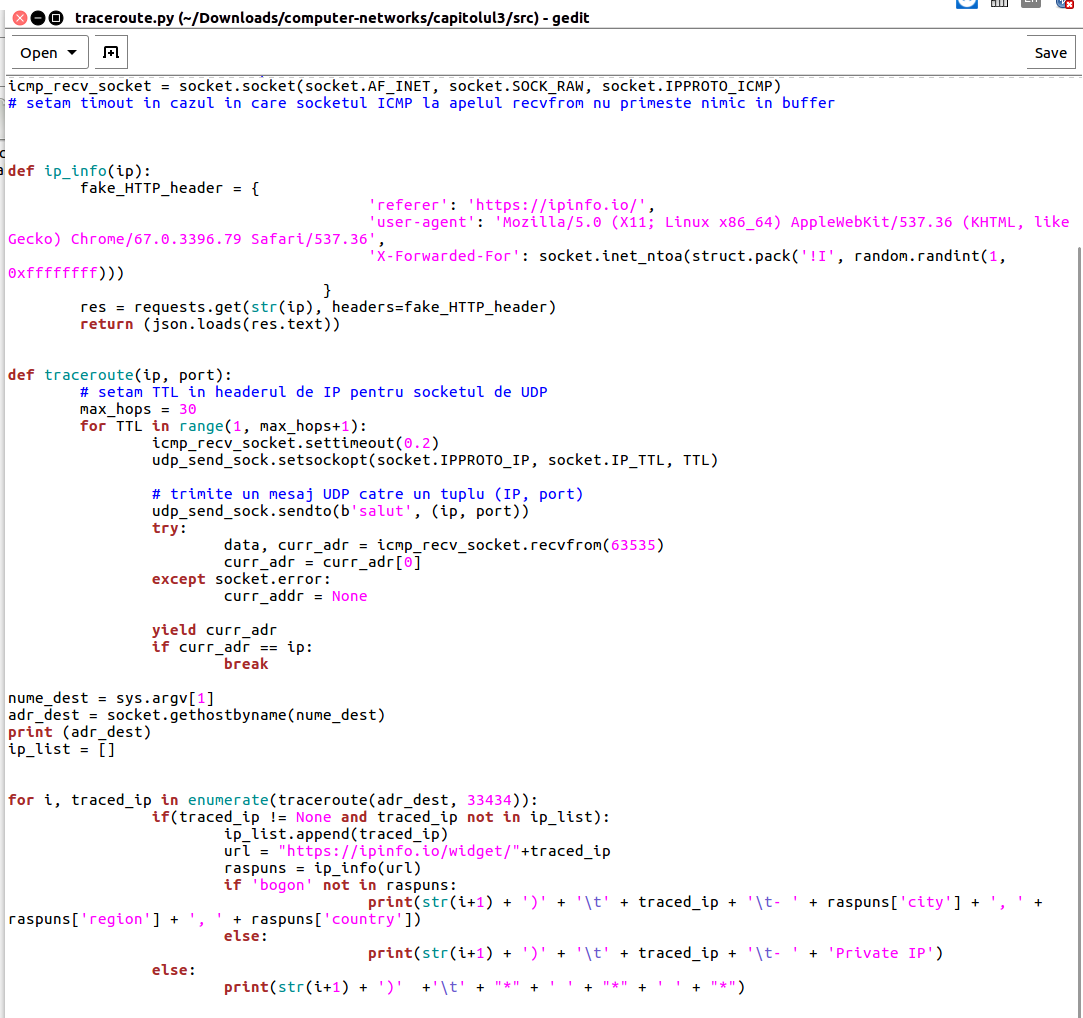 traceroute.py (~/Downloads/computer-networks/capitolul3/src) - gedit
Open
Save
icmp_recv_socket = socket.socket(socket.AF_INET, socket.SOCK_RAW, socket.IPPROTO_ICMP)
# setam timout in cazul in care socketul ICMP la apelul recvfrom nu primeste nimic in buffer
def ip_info(ip):
        fake_HTTP_header = {
                                        'referer': 'https://ipinfo.io/',
                                        'user-agent': 'Mozilla/5.0 (X11; Linux x86_64) AppleWebKit/537.36 (KHTML, like
Gecko) Chrome/67.0.3396.79 Safari/537.36',
                                        'X-Forwarded-For': socket.inet_ntoa(struct.pack('!I', random.randint(1,
0xffffffff)))
                                   }
        res = requests.get(str(ip), headers=fake_HTTP_header)
        return (json.loads(res.text))
def traceroute(ip, port):
        # setam TTL in headerul de IP pentru socketul de UDP
        max_hops = 30
        for TTL in range(1, max_hops+1):
                icmp_recv_socket.settimeout(0.2)
                udp_send_sock.setsockopt(socket.IPPROTO_IP, socket.IP_TTL, TTL)
                # trimite un mesaj UDP catre un tuplu (IP, port)
                udp_send_sock.sendto(b'salut', (ip, port))
                try:
                        data, curr_adr = icmp_recv_socket.recvfrom(63535)
                        curr_adr = curr_adr[0]
                except socket.error:
                        curr_addr = None
                yield curr_adr
                if curr_adr == ip:
                        break
nume_dest = sys.argv[1]
adr_dest = socket.gethostbyname(nume_dest)
print (adr_dest)
ip_list = []
for i, traced_ip in enumerate(traceroute(adr_dest, 33434)):
                if(traced_ip != None and traced_ip not in ip_list):
                        ip_list.append(traced_ip)
                        url = "https://ipinfo.io/widget/"+traced_ip
                        raspuns = ip_info(url)
                        if 'bogon' not in raspuns:
                                        print(str(i+1) + ')' + '\t' + traced_ip + '\t- ' + raspuns['city'] + ', ' +
raspuns['region'] + ', ' + raspuns['country'])
                        else:
                                        print(str(i+1) + ')' + '\t' + traced_ip + '\t- ' + 'Private IP')
                else:
                        print(str(i+1) + ')'  +'\t' + "*" + ' ' + "*" + ' ' + "*")